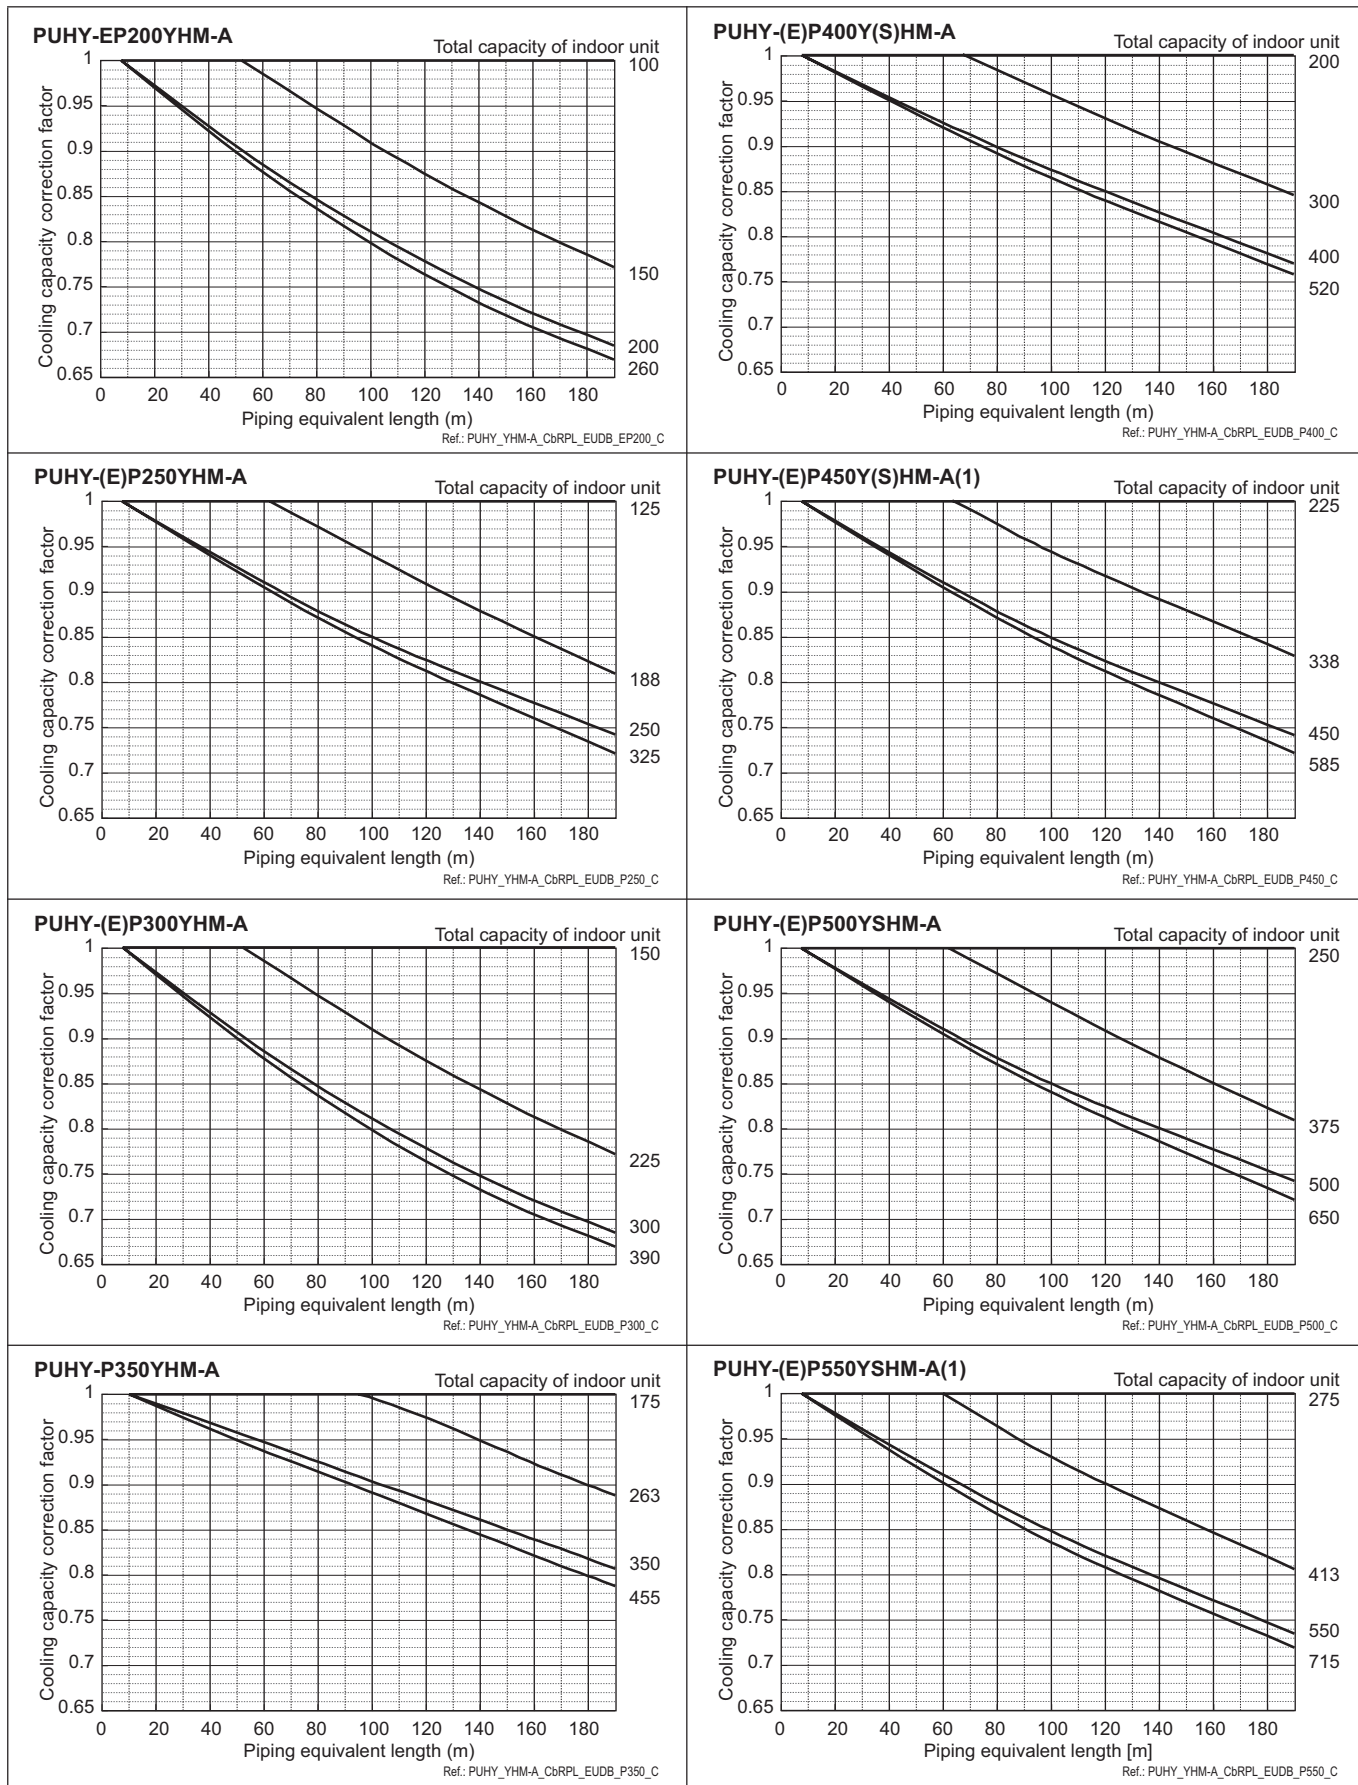 PUHY-EP200YHM-A
Total capacity of indoor unit
Cooling capacity correction factor
1
0.95
0.9
0.85
0.8
0.75
0.7
0.65
100
150
200
260
0 20 40 60 80 100 120 140 160 180
Piping equivalent length (m)
Ref.: PUHY_YHM-A_CbRPL_EUDB_EP200_C
PUHY-(E)P400Y(S)HM-A
Total capacity of indoor unit
Cooling capacity correction factor
1
0.95
0.9
0.85
0.8
0.75
0.7
0.65
200
300
400
520
0 20 40 60 80 100 120 140 160 180
Piping equivalent length (m)
Ref.: PUHY_YHM-A_CbRPL_EUDB_P400_C
PUHY-(E)P250YHM-A
Total capacity of indoor unit
Cooling capacity correction factor
1
0.95
0.9
0.85
0.8
0.75
0.7
0.65
125
188
250
325
0 20 40 60 80 100 120 140 160 180
Piping equivalent length (m)
Ref.: PUHY_YHM-A_CbRPL_EUDB_P250_C
PUHY-(E)P450Y(S)HM-A(1)
Total capacity of indoor unit
Cooling capacity correction factor
1
0.95
0.9
0.85
0.8
0.75
0.7
0.65
225
338
450
585
0 20 40 60 80 100 120 140 160 180
Piping equivalent length (m)
Ref.: PUHY_YHM-A_CbRPL_EUDB_P450_C
PUHY-(E)P300YHM-A
Total capacity of indoor unit
Cooling capacity correction factor
1
0.95
0.9
0.85
0.8
0.75
0.7
0.65
150
225
300
390
0 20 40 60 80 100 120 140 160 180
Piping equivalent length (m)
Ref.: PUHY_YHM-A_CbRPL_EUDB_P300_C
PUHY-(E)P500YSHM-A
Total capacity of indoor unit
Cooling capacity correction factor
1
0.95
0.9
0.85
0.8
0.75
0.7
0.65
250
375
500
650
0 20 40 60 80 100 120 140 160 180
Piping equivalent length (m)
Ref.: PUHY_YHM-A_CbRPL_EUDB_P500_C
PUHY-P350YHM-A
Total capacity of indoor unit
Cooling capacity correction factor
1
0.95
0.9
0.85
0.8
0.75
0.7
0.65
175
263
350
455
0 20 40 60 80 100 120 140 160 180
Piping equivalent length (m)
Ref.: PUHY_YHM-A_CbRPL_EUDB_P350_C
PUHY-(E)P550YSHM-A(1)
Total capacity of indoor unit
Cooling capacity correction factor
1
0.95
0.9
0.85
0.8
0.75
0.7
0.65
275
413
550
715
0 20 40 60 80 100 120 140 160 180
Piping equivalent length [m]
Ref.: PUHY_YHM-A_CbRPL_EUDB_P550_C